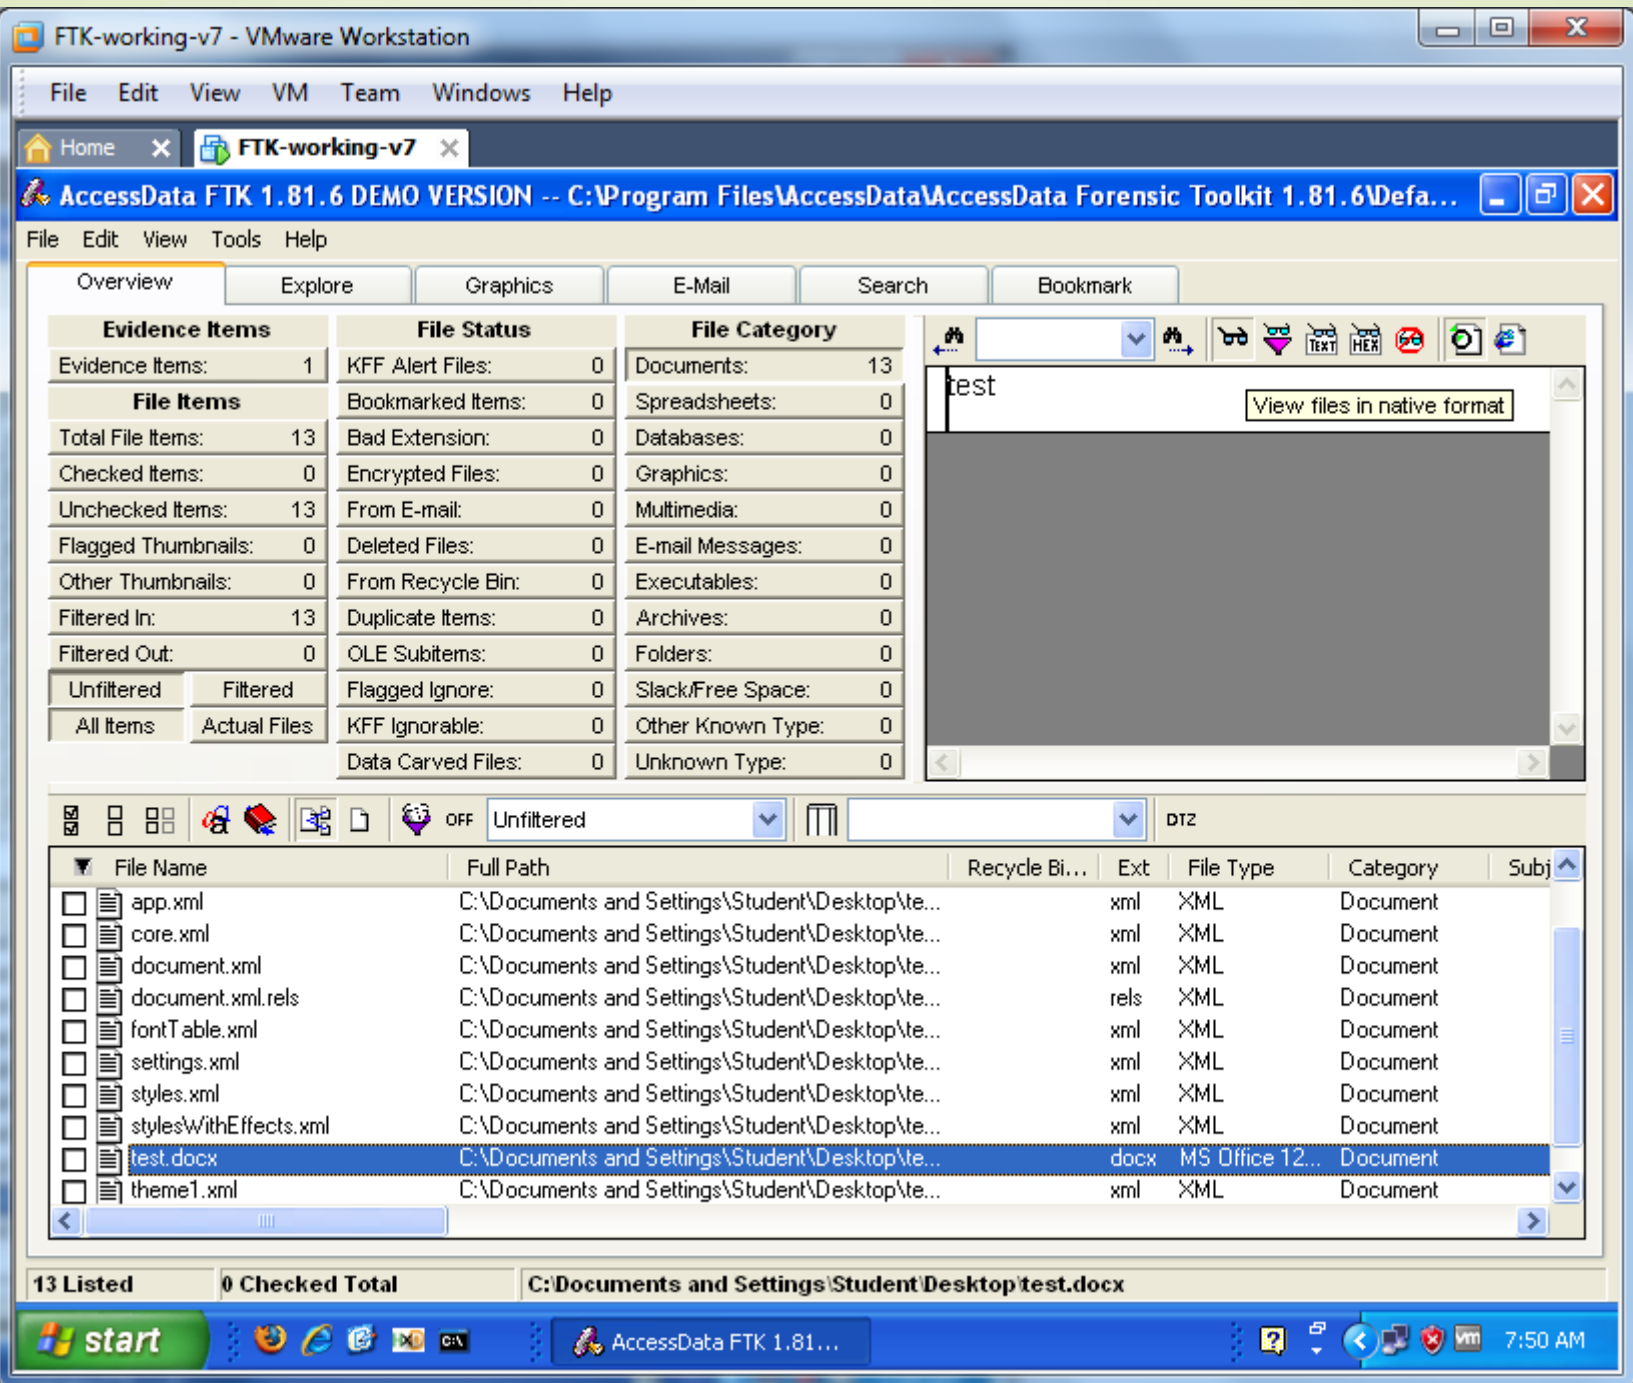 FTK-working-v7 - VMware Workstation
File Edit View VM Team Windows Help
Home FTK-working-v7
AccessData FTK 1.81.6 DEMO VERSION -- C:\Program Files\AccessData\AccessData Forensic Toolkit 1.81.6\Defa...
File Edit View Tools Help
Overview Explore Graphics E-Mail Search Bookmark
Evidence Items File Status File Category
Evidence Items: 1 KFF Alert Files: 0 Documents: 13
File Items Bookmarked Items: 0 Spreadsheets: 0
Total File Items: 13 Bad Extension: 0 Databases: 0
Checked Items: 0 Encrypted Files: 0 Graphics: 0
Unchecked Items: 13 From E-mail: 0 Multimedia: 0
Flagged Thumbnails: 0 Deleted Files: 0 E-mail Messages: 0
Other Thumbnails: 0 From Recycle Bin: 0 Executables: 0
Filtered In: 13 Duplicate Items: 0 Archives: 0
Filtered Out: 0 OLE Subitems: 0 Folders: 0
Unfiltered Filtered Flagged Ignore: 0 Slack/Free Space: 0
All Items Actual Files KFF Ignorable: 0 Other Known Type: 0
Data Carved Files: 0 Unknown Type: 0
TEXT HEX
test
View files in native format
OFF Unfiltered DTZ
File Name Full Path Recycle Bi... Ext File Type Category Subj
app.xml C:\Documents and Settings\Student\Desktop\te... xml XML Document
core.xml C:\Documents and Settings\Student\Desktop\te... xml XML Document
document.xml C:\Documents and Settings\Student\Desktop\te... xml XML Document
document.xml.rels C:\Documents and Settings\Student\Desktop\te... rels XML Document
fontTable.xml C:\Documents and Settings\Student\Desktop\te... xml XML Document
settings.xml C:\Documents and Settings\Student\Desktop\te... xml XML Document
styles.xml C:\Documents and Settings\Student\Desktop\te... xml XML Document
stylesWithEffects.xml C:\Documents and Settings\Student\Desktop\te... xml XML Document
test.docx C:\Documents and Settings\Student\Desktop\te... docx MS Office 12... Document
theme1.xml C:\Documents and Settings\Student\Desktop\te... xml XML Document
13 Listed 0 Checked Total C:\Documents and Settings\Student\Desktop\test.docx
start C:\ AccessData FTK 1.81... vm 7:50 AM